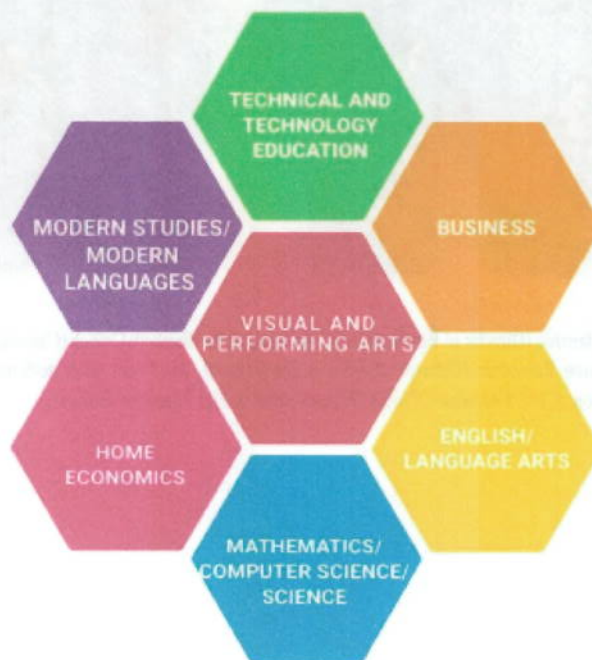 TECHNICAL AND
TECHNOLOGY
EDUCATION
MODERN STUDIES/
MODERN
LANGUAGES
BUSINESS
VISUAL AND
PERFORMING ARTS
HOME
ECONOMICS
ENGLISH/
LANGUAGE ARTS
MATHEMATICS/
COMPUTER SCIENCE/
SCIENCE